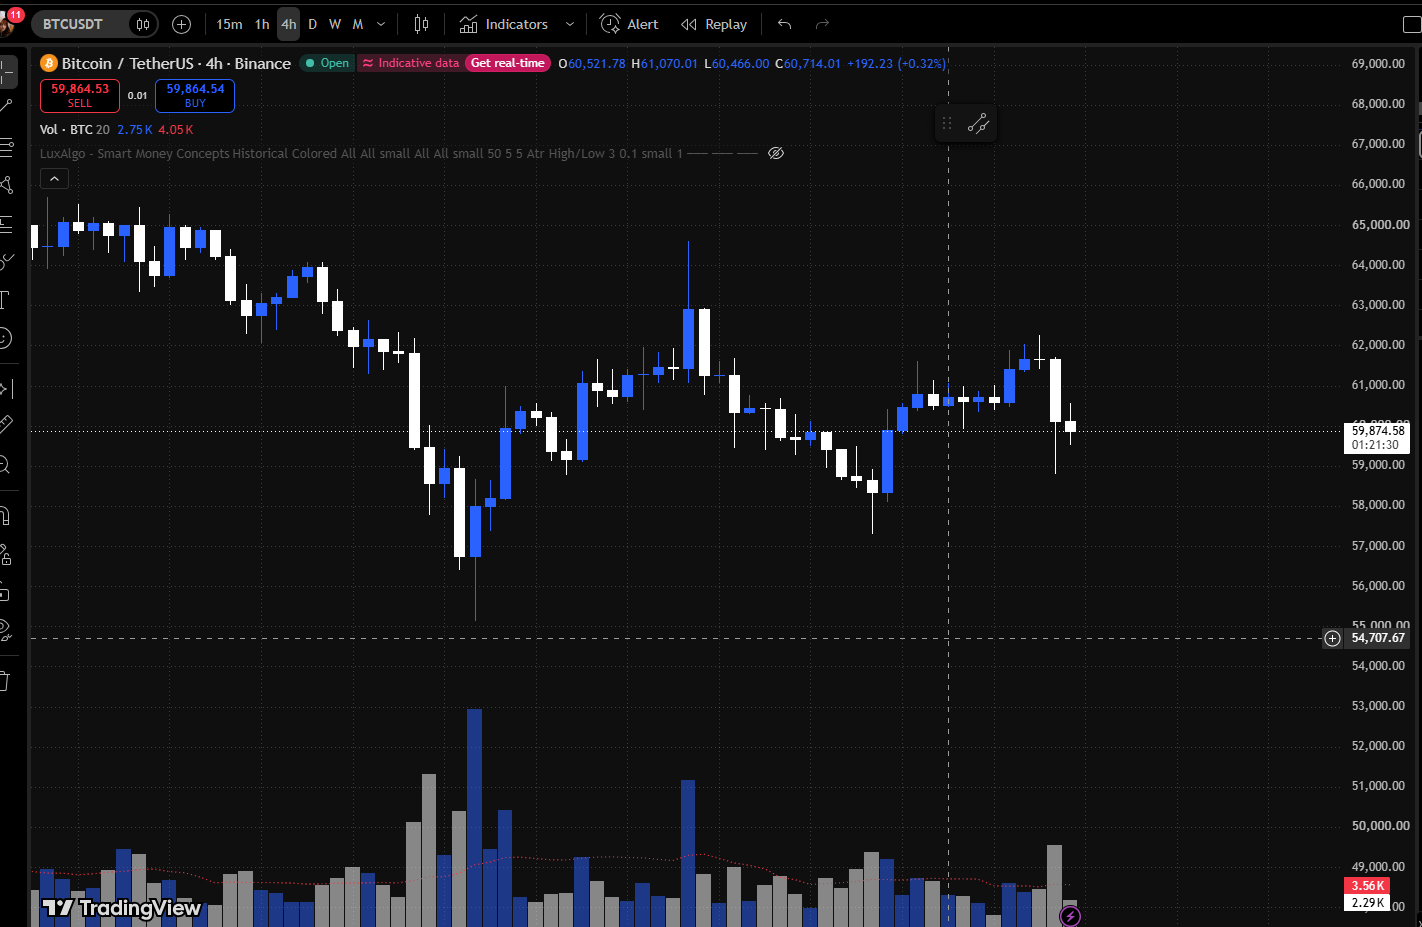 11
BTCUSDT 15m 1h 4h D W M Indicators Alert Replay
Bitcoin / TetherUS · 4h · Binance Open Indicative data Get real-time O60,521.78 H61,070.01 L60,466.00 C60,714.01 +192.23 (+0.32%)
59,864.53 SELL
0.01
59,864.54 BUY
Vol · BTC 20 2.75 K 4.05 K
LuxAlgo - Smart Money Concepts Historical Colored All All small All All small 50 5 5 Atr High/Low 3 0.1 small 1
69,000.00
68,000.00
67,000.00
66,000.00
65,000.00
64,000.00
63,000.00
62,000.00
61,000.00
59,874.58
01:21:30
59,000.00
58,000.00
57,000.00
56,000.00
55,000.00
54,707.67
54,000.00
53,000.00
52,000.00
51,000.00
50,000.00
49,000.00
3.56 K
2.29 K
TradingView